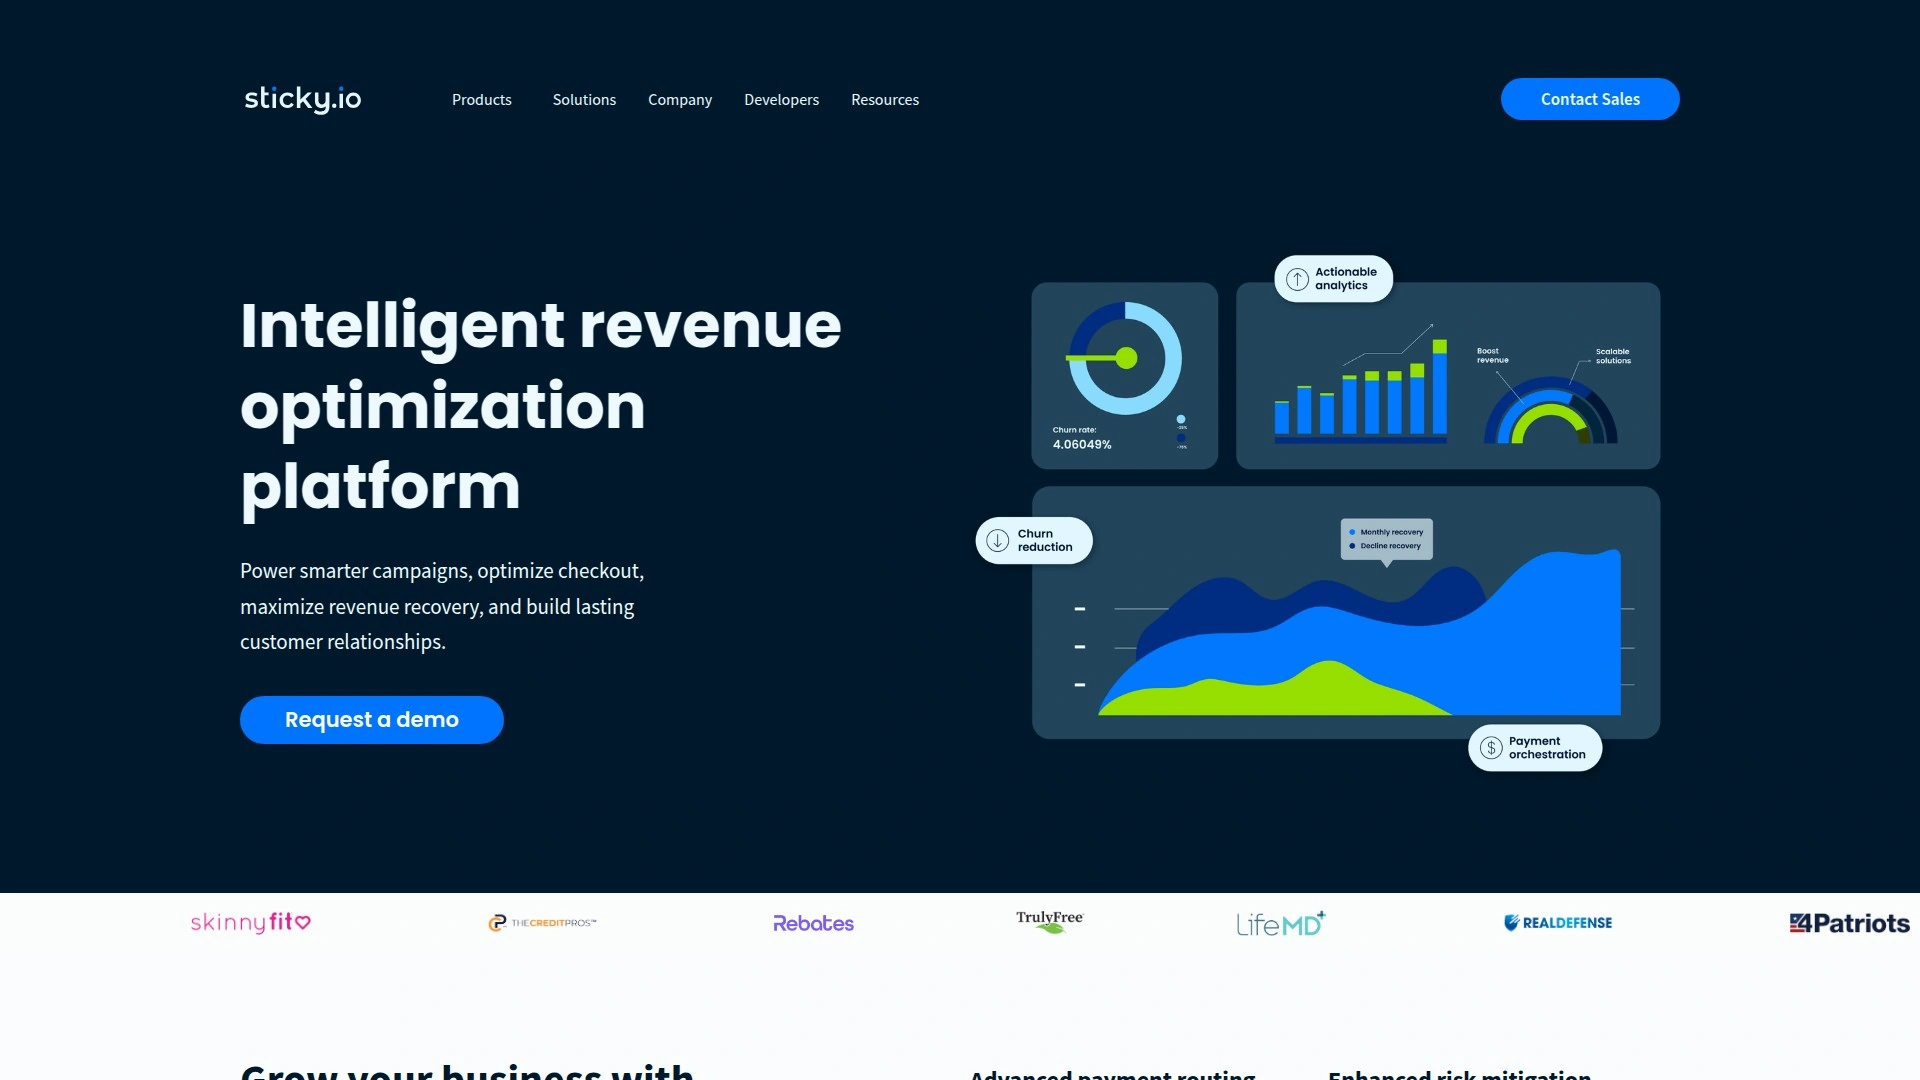 sticky.io
Products
Solutions
Company
Developers
Resources
Contact Sales
Intelligent revenue
optimization
platform
Power smarter campaigns, optimize checkout,
maximize revenue recovery, and build lasting
customer relationships.
Request a demo
Actionable
analytics
Churn rate:
4.06049%
Boost
revenue
Scalable
solutions
Churn
reduction
Monthly recovery
Decline recovery
Payment
orchestration
skinnyfit
THECREDITPROS™
Rebates
TrulyFree
LifeMD
REALDEFENSE
4Patriots
Grow your business with
Advanced payment routing
Enhanced risk mitigation